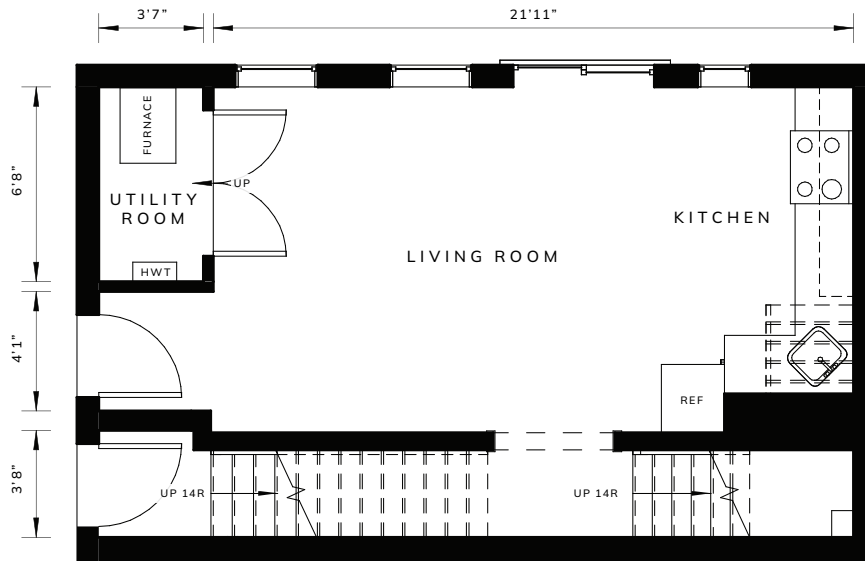 3'7"
21'11"
6'8"
FURNACE
UP
UTILITY
ROOM
KITCHEN
LIVING ROOM
HWT
4'1"
REF
3'8"
UP 14R
UP 14R